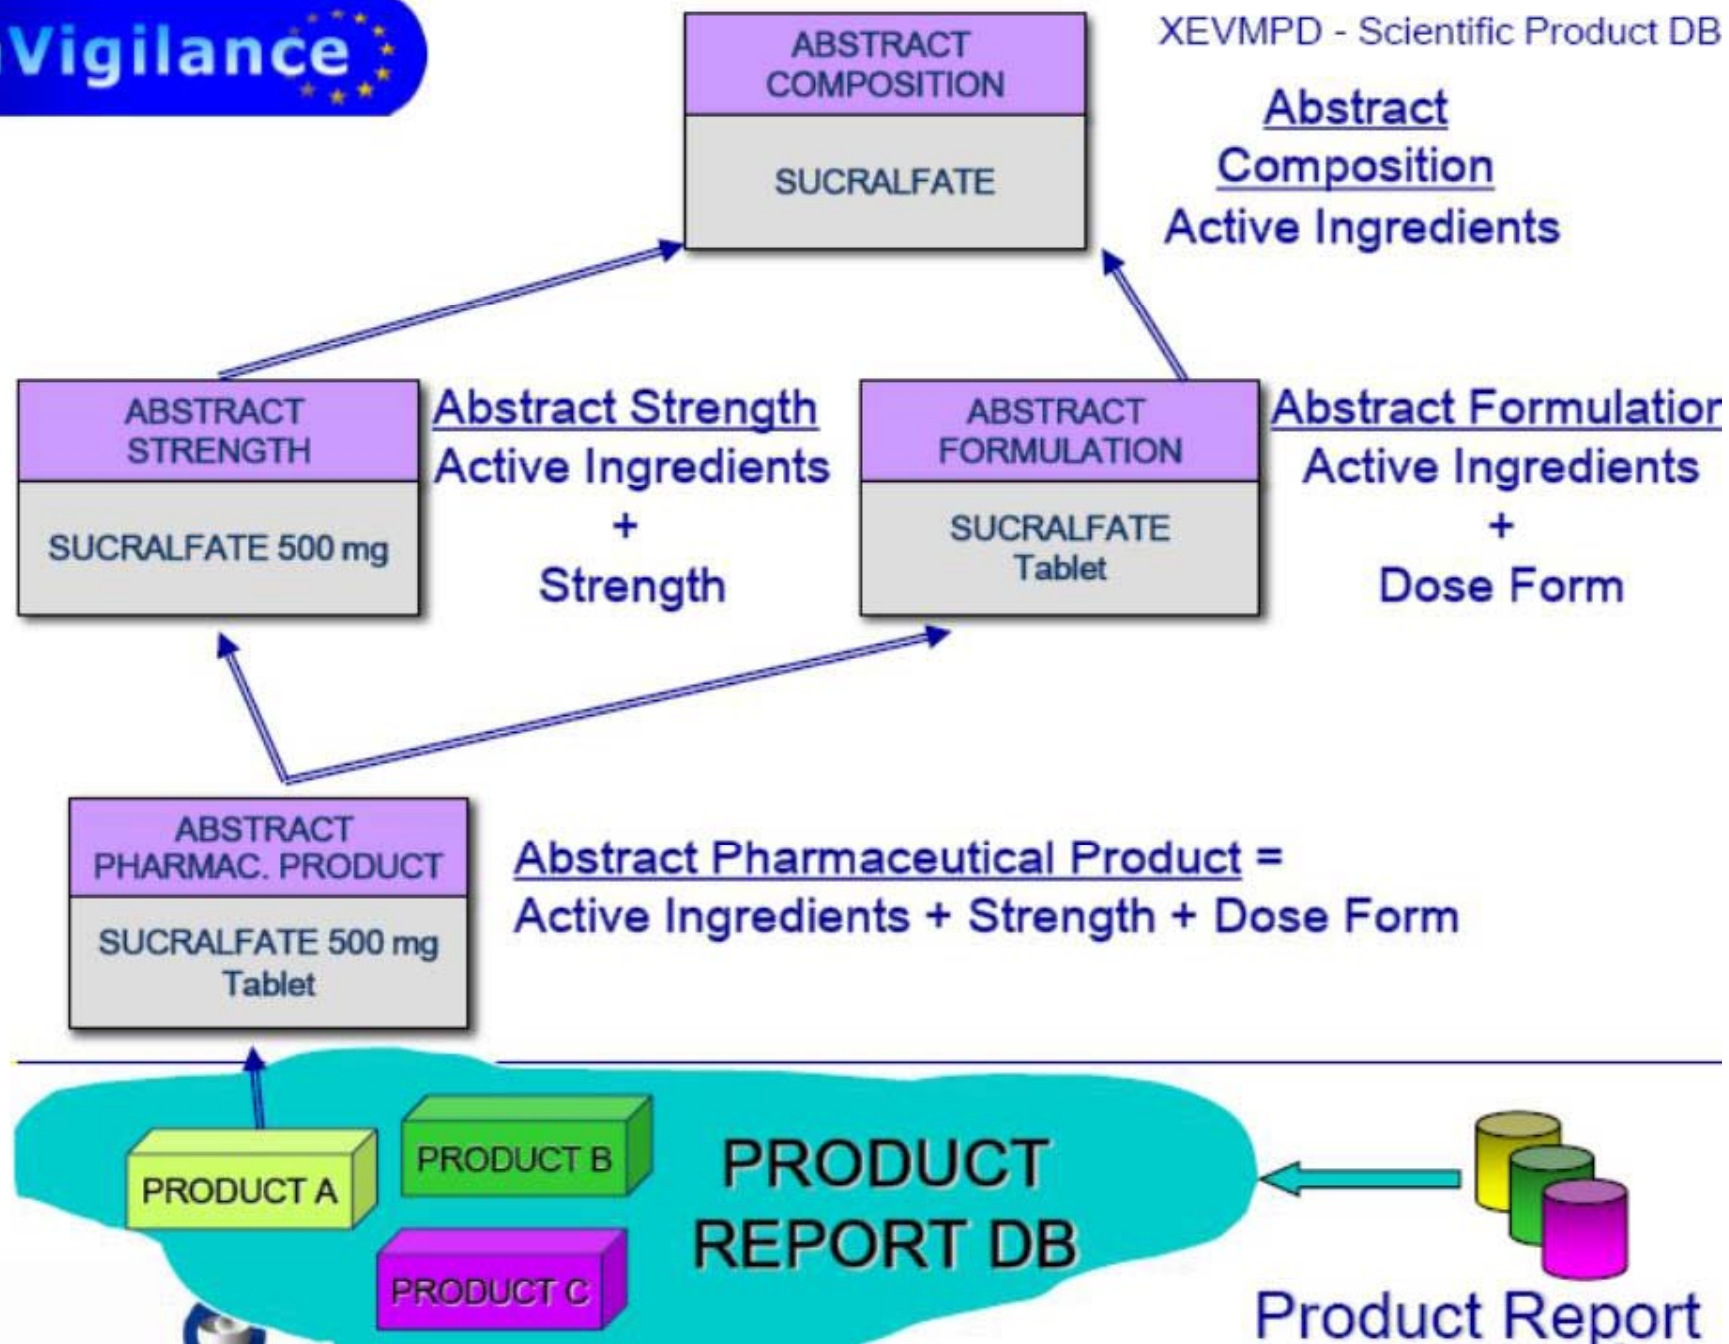 Vigilance
XEVMPD - Scientific Product DB
ABSTRACT
COMPOSITION
SUCRALFATE
Abstract
Composition
Active Ingredients
ABSTRACT
STRENGTH
SUCRALFATE 500 mg
Abstract Strength
Active Ingredients
+
Strength
ABSTRACT
FORMULATION
SUCRALFATE
Tablet
Abstract Formulation
Active Ingredients
+
Dose Form
ABSTRACT
PHARMAC. PRODUCT
SUCRALFATE 500 mg
Tablet
Abstract Pharmaceutical Product =
Active Ingredients + Strength + Dose Form
PRODUCT A
PRODUCT B
PRODUCT C
PRODUCT
REPORT DB
Product Report